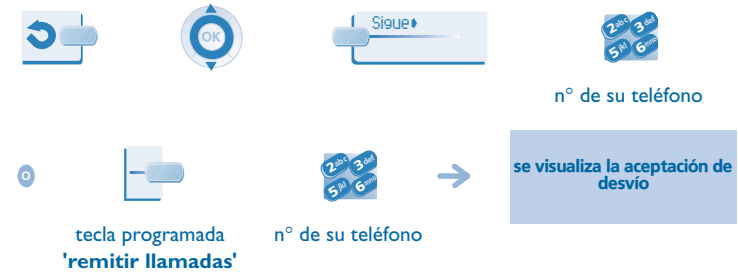 OK
Sigue
2abc 3def
5jkl 6mno
n° de su teléfono
o
2abc 3def
5jkl 6mno
se visualiza la aceptación de
desvío
tecla programada
'remitir llamadas'
n° de su teléfono